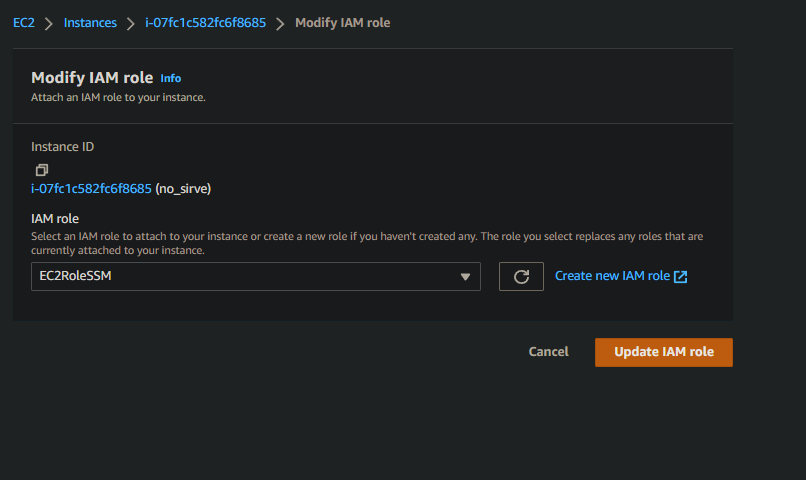 EC2 > Instances > i-07fc1c582fc6f8685 > Modify IAM role
Modify IAM role Info
Attach an IAM role to your instance.
Instance ID
i-07fc1c582fc6f8685 (no_sirve)
IAM role
Select an IAM role to attach to your instance or create a new role if you haven't created any. The role you select replaces any roles that are
currently attached to your instance.
EC2RoleSSM
Create new IAM role
Cancel
Update IAM role